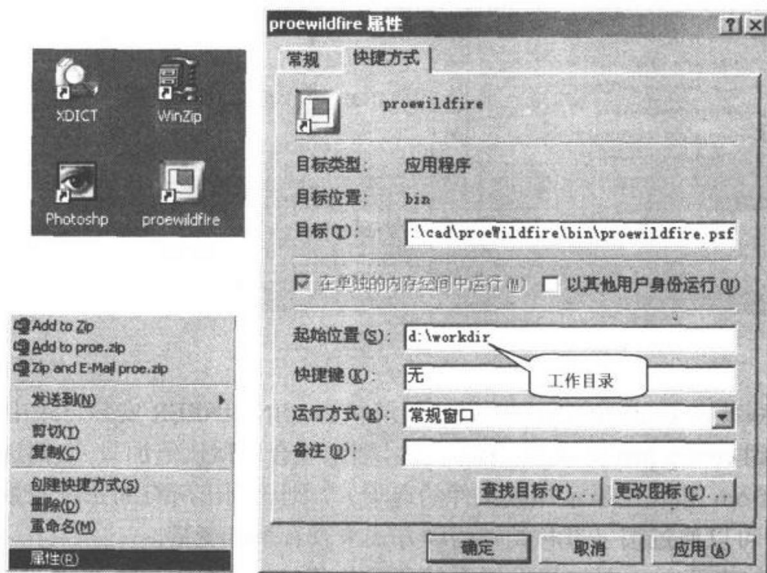 XDICT
WinZip
Photoshp
proewildfire
Add to Zip
Add to proe.zip
Zip and E-Mail proe.zip
发送到(N)
剪切(T)
复制(C)
创建快捷方式(S)
删除(D)
重命名(M)
属性(R)
proewildfire 属性
常规
快捷方式
proewildfire
目标类型: 应用程序
目标位置: bin
目标(T): :\cad\proeWildfire\bin\proewildfire.psf
在单独的内存空间中运行(M) 以其他用户身份运行(U)
起始位置(S): d:\workdir
工作目录
快捷键(K): 无
运行方式(R): 常规窗口
备注(O):
查找目标(F)... 更改图标(C)...
确定 取消 应用(A)